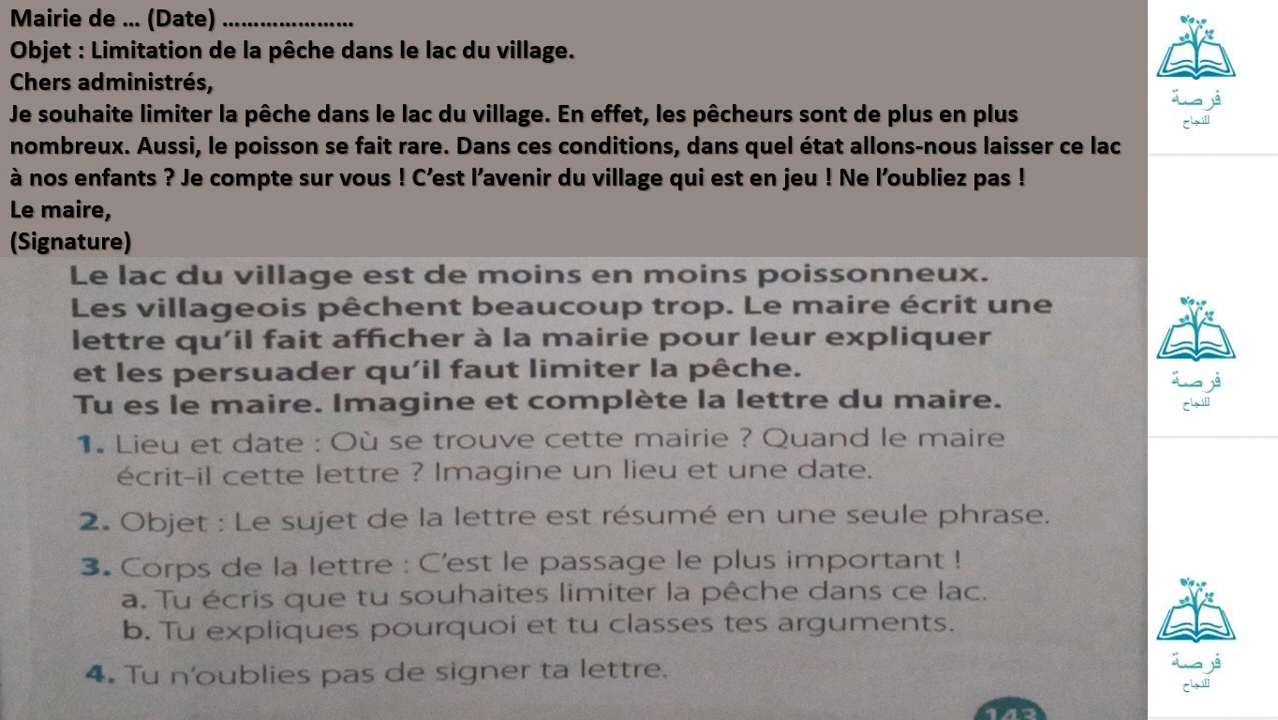 Mairie de … (Date) …………………
Objet : Limitation de la pêche dans le lac du village.
Chers administrés,
Je souhaite limiter la pêche dans le lac du village. En effet, les pêcheurs sont de plus en plus
nombreux. Aussi, le poisson se fait rare. Dans ces conditions, dans quel état allons-nous laisser ce lac
à nos enfants ? Je compte sur vous ! C’est l’avenir du village qui est en jeu ! Ne l’oubliez pas !
Le maire,
(Signature)
Le lac du village est de moins en moins poissonneux.
Les villageois pêchent beaucoup trop. Le maire écrit une
lettre qu’il fait afficher à la mairie pour leur expliquer
et les persuader qu’il faut limiter la pêche.
Tu es le maire. Imagine et complète la lettre du maire.
1. Lieu et date : Où se trouve cette mairie ? Quand le maire
écrit-il cette lettre ? Imagine un lieu et une date.
2. Objet : Le sujet de la lettre est résumé en une seule phrase.
3. Corps de la lettre : C’est le passage le plus important !
a. Tu écris que tu souhaites limiter la pêche dans ce lac.
b. Tu expliques pourquoi et tu classes tes arguments.
4. Tu n’oublies pas de signer ta lettre.
143
فرصة
للنجاح
فرصة
للنجاح
فرصة
للنجاح